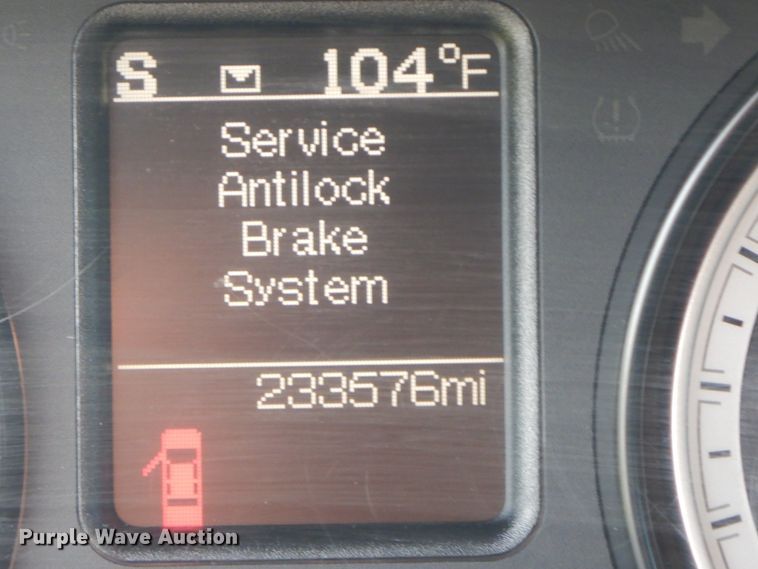 S 104°F
Service
Antilock
Brake
System
233576mi
Purple Wave Auction